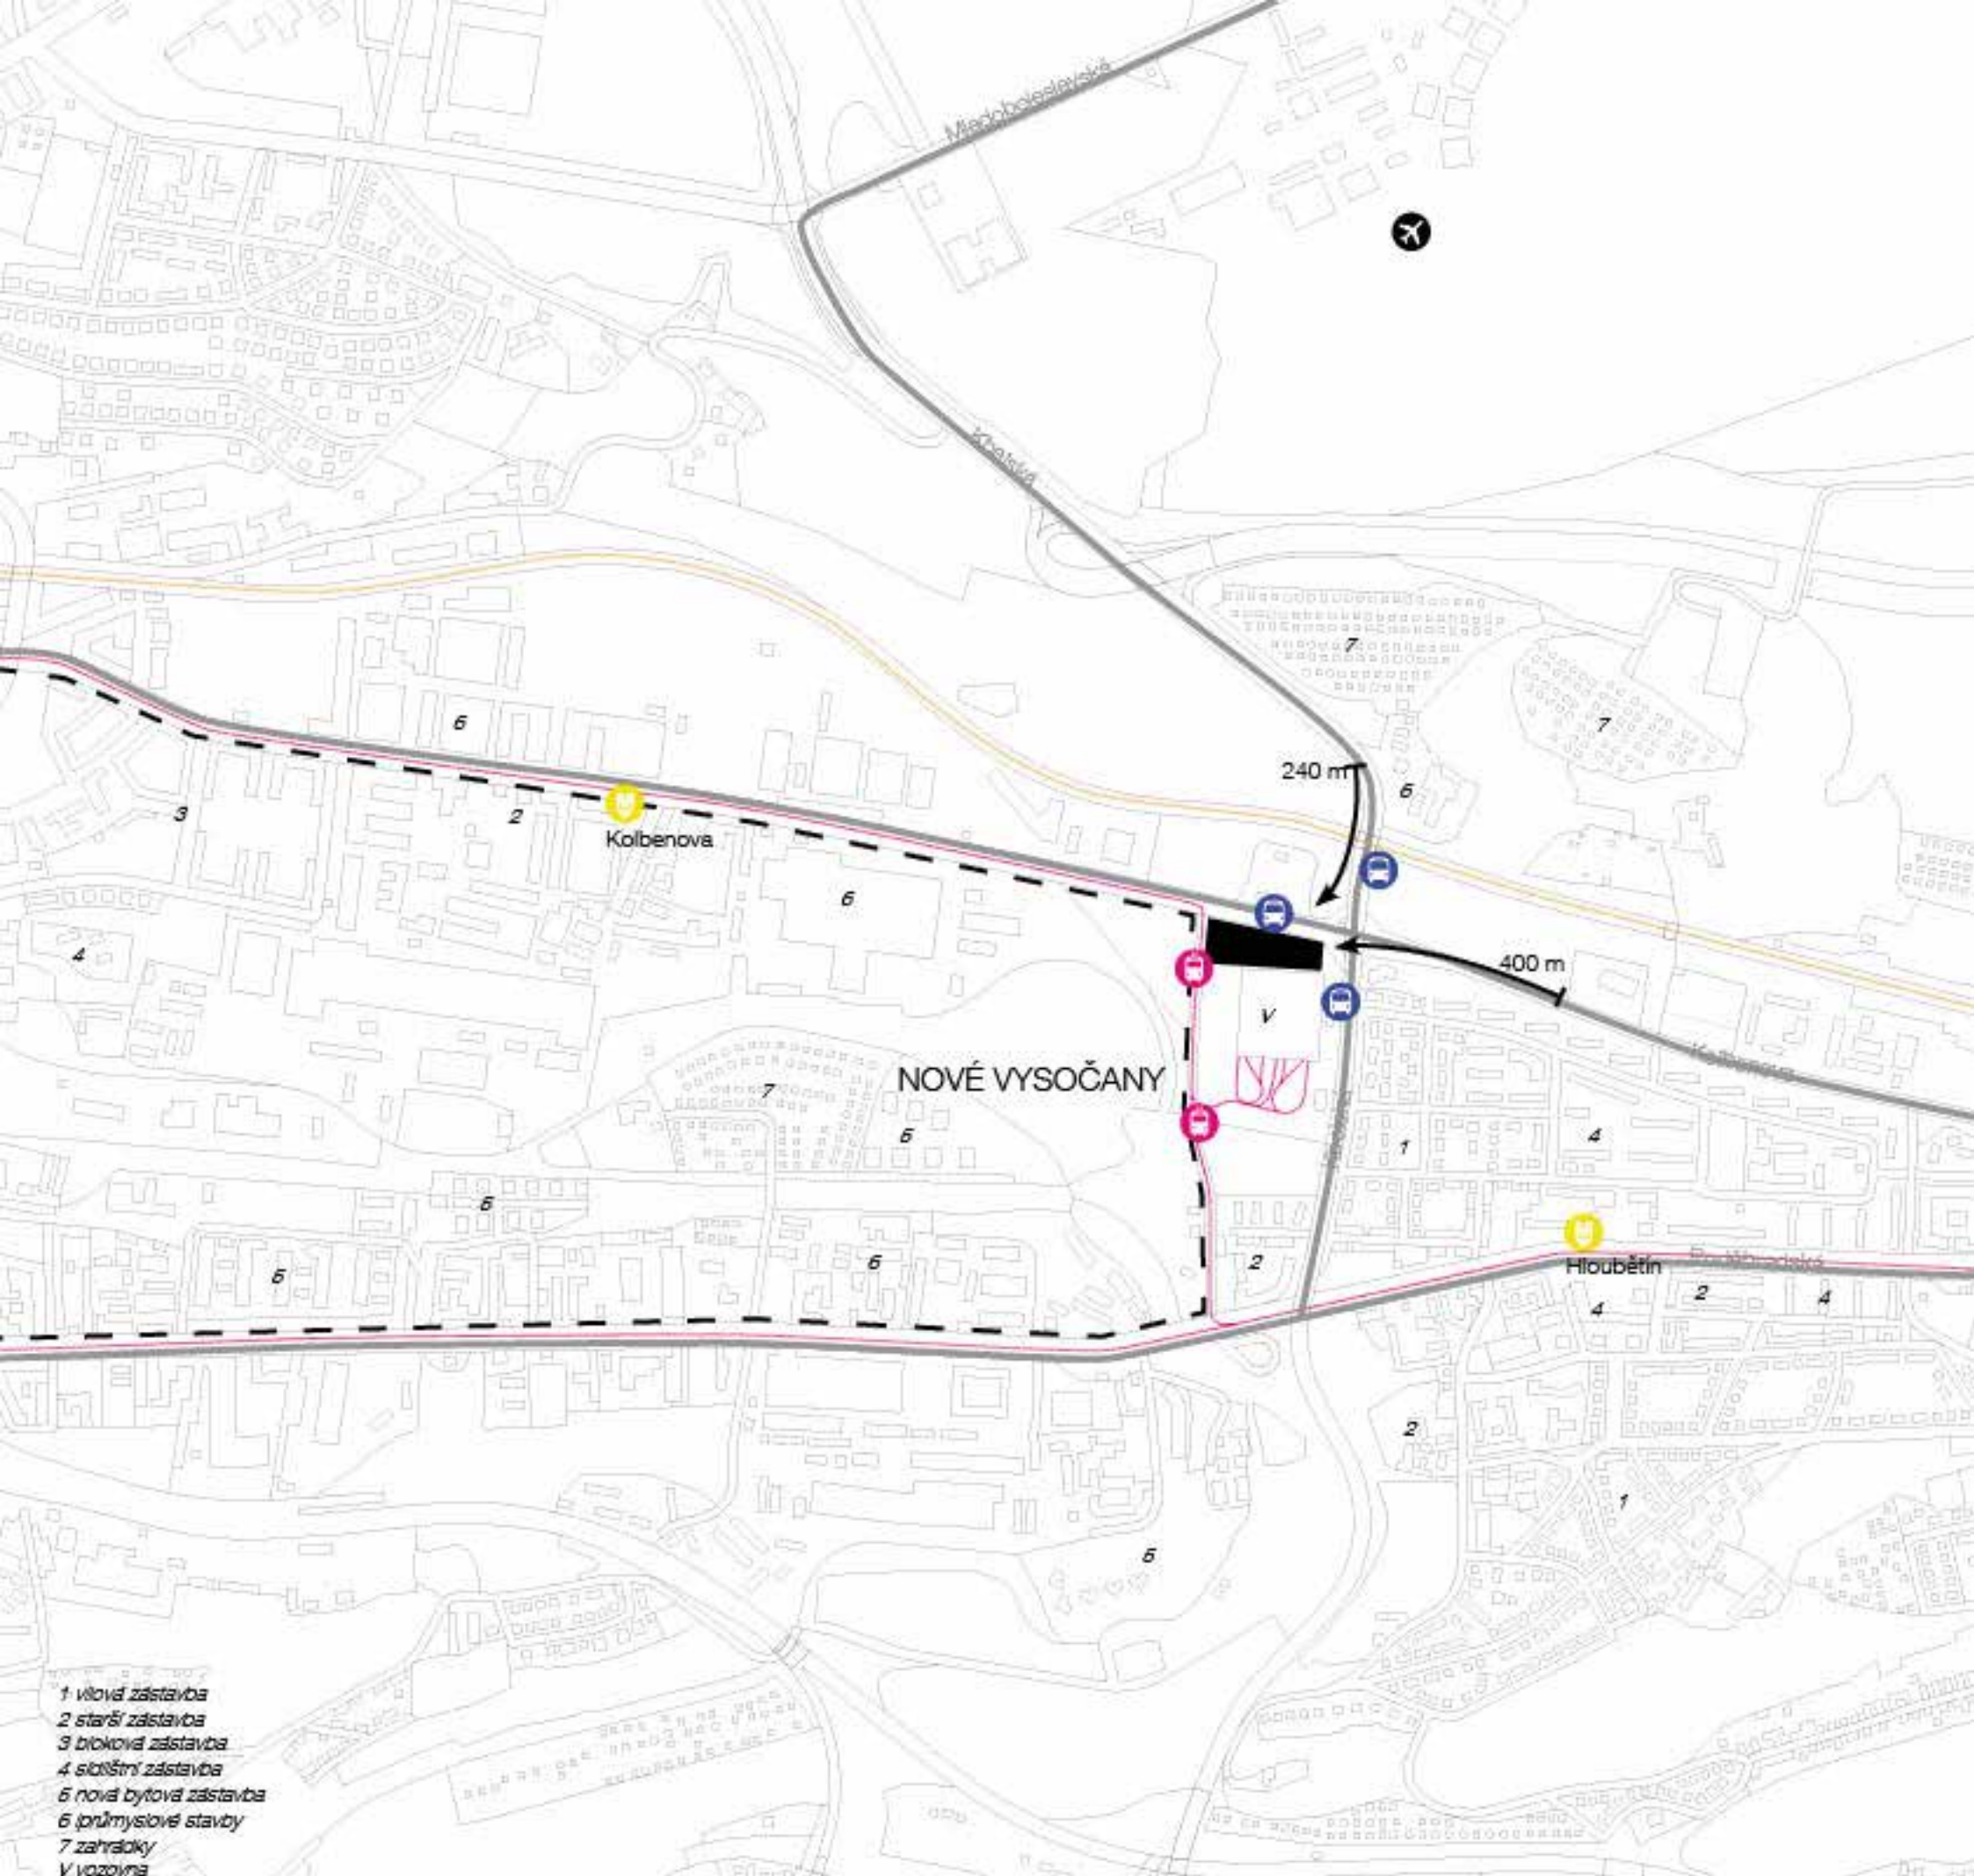 Mladoboleslavská
Kbelská
7
7
240 m
6
6
Kolbenova
2
3
6
400 m
4
V
Kolbenova
NOVÉ VYSOČANY
7
6
1
4
6
2
6
6
Hloubětín
Poděbradská
4
2
4
2
1
6
1 vilová zástavba
2 starší zástavba
3 bloková zástavba
4 sídlištní zástavba
5 nová bytová zástavba
6 průmyslové stavby
7 zahrádky
V vozovna